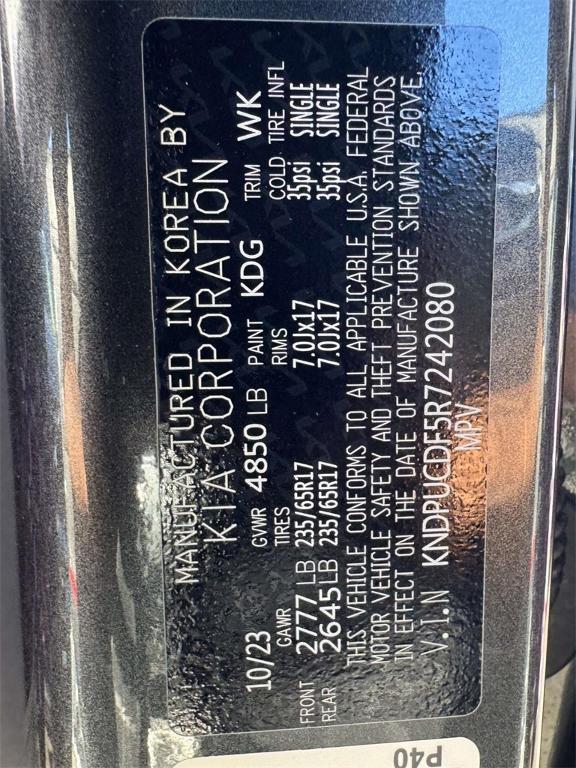 MANUFACTURED IN KOREA BY
KIA CORPORATION
10/23 GVWR 4850 LB PAINT KDG TRIM WK
GAWR TIRES RIMS COLD TIRE INFL
FRONT 2777 LB 235/65R17 7.0Jx17 35psi SINGLE
REAR 2645 LB 235/65R17 7.0Jx17 35psi SINGLE
THIS VEHICLE CONFORMS TO ALL APPLICABLE U.S.A. FEDERAL
MOTOR VEHICLE SAFETY AND THEFT PREVENTION STANDARDS
IN EFFECT ON THE DATE OF MANUFACTURE SHOWN ABOVE.
V.I.N KNDPUCDF5R7242080
MPV
P40